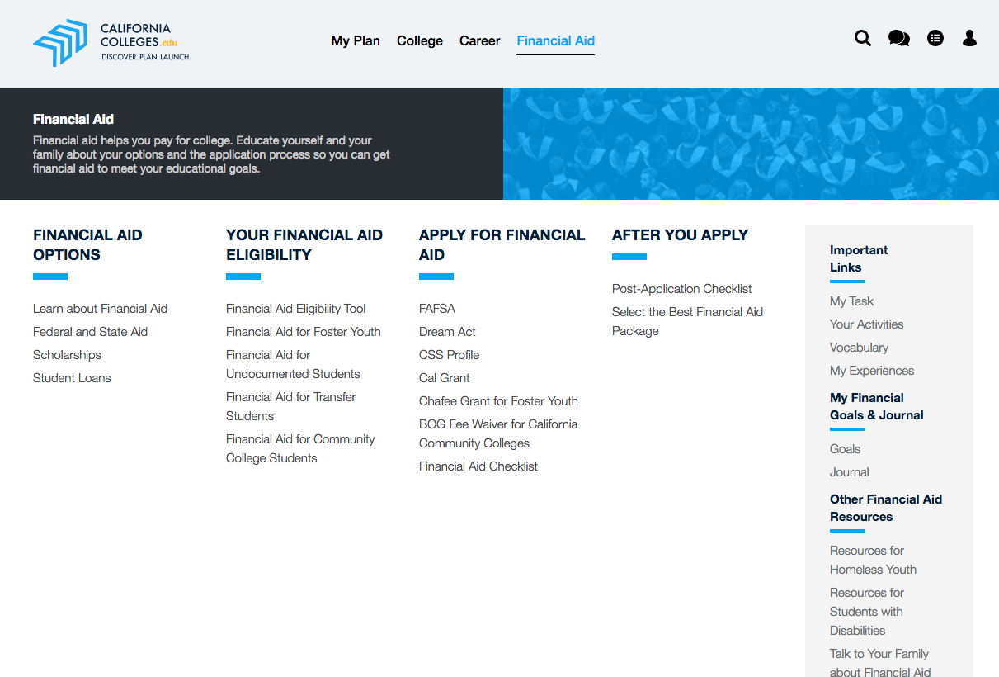 CALIFORNIA
COLLEGES.edu
DISCOVER. PLAN. LAUNCH.
My Plan
College
Career
Financial Aid
Financial Aid
Financial aid helps you pay for college. Educate yourself and your
family about your options and the application process so you can get
financial aid to meet your educational goals.
FINANCIAL AID
OPTIONS
Learn about Financial Aid
Federal and State Aid
Scholarships
Student Loans
YOUR FINANCIAL AID
ELIGIBILITY
Financial Aid Eligibility Tool
Financial Aid for Foster Youth
Financial Aid for
Undocumented Students
Financial Aid for Transfer
Students
Financial Aid for Community
College Students
APPLY FOR FINANCIAL
AID
FAFSA
Dream Act
CSS Profile
Cal Grant
Chafee Grant for Foster Youth
BOG Fee Waiver for California
Community Colleges
Financial Aid Checklist
AFTER YOU APPLY
Post-Application Checklist
Select the Best Financial Aid
Package
Important
Links
My Task
Your Activities
Vocabulary
My Experiences
My Financial
Goals & Journal
Goals
Journal
Other Financial Aid
Resources
Resources for
Homeless Youth
Resources for
Students with
Disabilities
Talk to Your Family
about Financial Aid